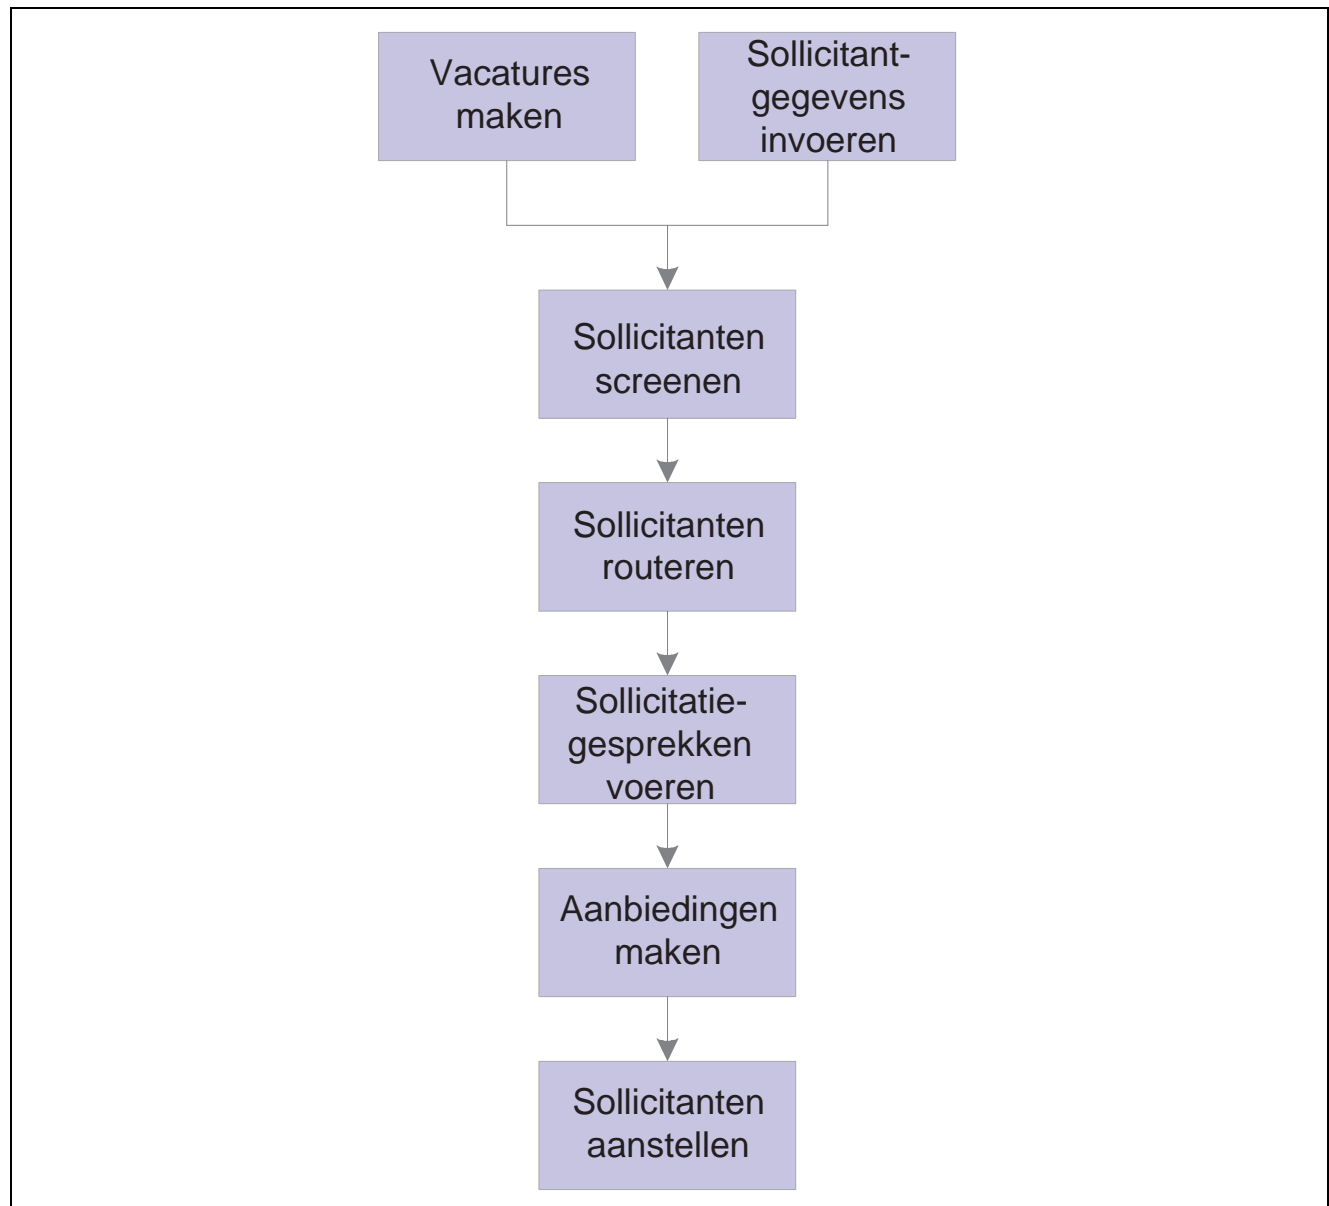 Vacatures
maken
Sollicitant-
gegevens
invoeren
Sollicitanten
screenen
Sollicitanten
routeren
Sollicitatie-
gesprekken
voeren
Aanbiedingen
maken
Sollicitanten
aanstellen